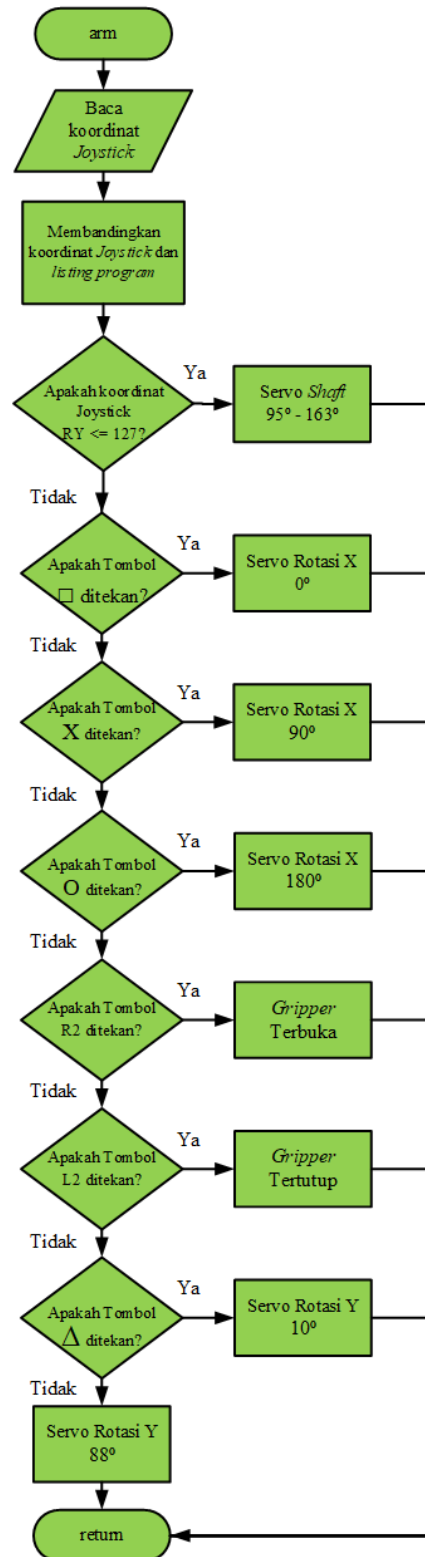 arm
Baca
koordinat
Joystick
Membandingkan
koordinat Joystick dan
listing program
Apakah koordinat
Joystick
RY <= 127?
Ya
Servo Shaft
95º - 163º
Tidak
Apakah Tombol
□ ditekan?
Ya
Servo Rotasi X
0º
Tidak
Apakah Tombol
X ditekan?
Ya
Servo Rotasi X
90º
Tidak
Apakah Tombol
O ditekan?
Ya
Servo Rotasi X
180º
Tidak
Apakah Tombol
R2 ditekan?
Ya
Gripper
Terbuka
Tidak
Apakah Tombol
L2 ditekan?
Ya
Gripper
Tertutup
Tidak
Apakah Tombol
Δ ditekan?
Ya
Servo Rotasi Y
10º
Tidak
Servo Rotasi Y
88º
return